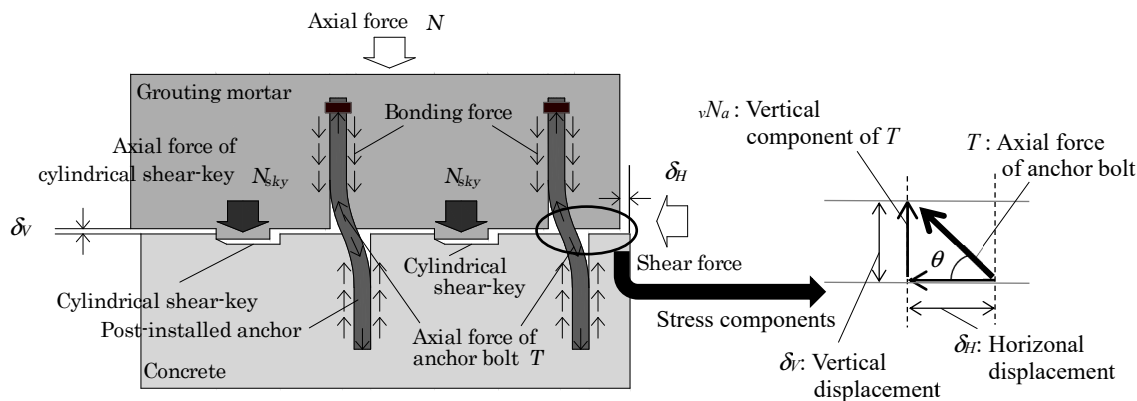 Axial force N
Grouting mortar
Bonding force
Axial force of
cylindrical shear-key
Nsky
Nsky
δH
δV
Shear force
Cylindrical
shear-key
Cylindrical shear-key
Post-installed anchor
Axial force of
anchor bolt T
Concrete
Stress components
vNa : Vertical
component of T
T : Axial force
of anchor bolt
θ
δV: Vertical
displacement
δH: Horizonal
displacement